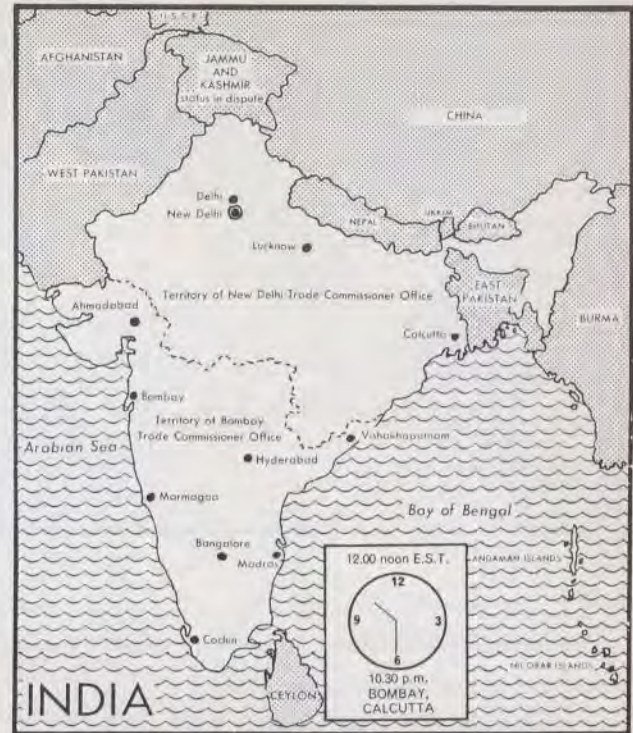 U.S.S.R.
AFGHANISTAN
JAMMU
AND
KASHMIR
status in dispute
CHINA
WEST PAKISTAN
Delhi
New Delhi
NEPAL
BHUTAN
Lucknow
Territory of New Delhi Trade Commissioner Office
EAST
PAKISTAN
Ahmadabad
BURMA
Calcutta
Bombay
Territory of Bombay
Trade Commissioner Office
Vishakhapatnam
Arabian Sea
Hyderabad
Marmagoa
Bay of Bengal
Bangalore
Madras
12.00 noon E.S.T.
ANDAMAN ISLANDS
12
9
3
6
Cochin
NICOBAR ISLANDS
10.30 p.m.
BOMBAY,
CALCUTTA
CEYLON
INDIA